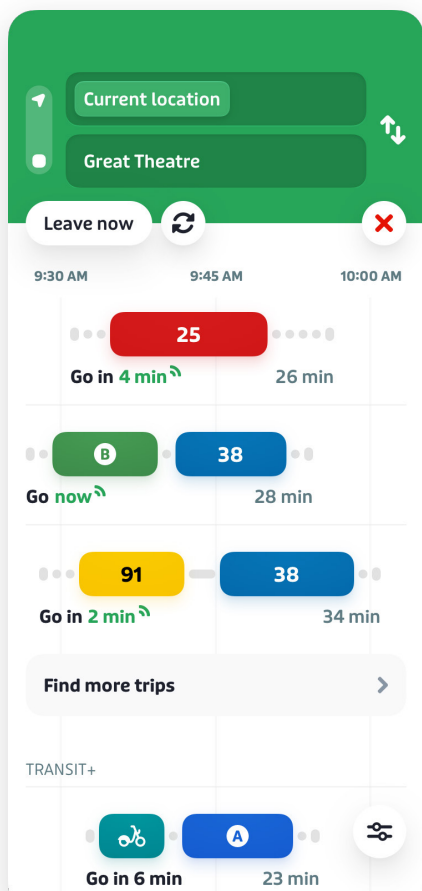 Current location
Great Theatre
Leave now
9:30 AM 9:45 AM 10:00 AM
25
Go in 4 min 26 min
B 38
Go now 28 min
91 38
Go in 2 min 34 min
Find more trips
TRANSIT+
A
Go in 6 min 23 min